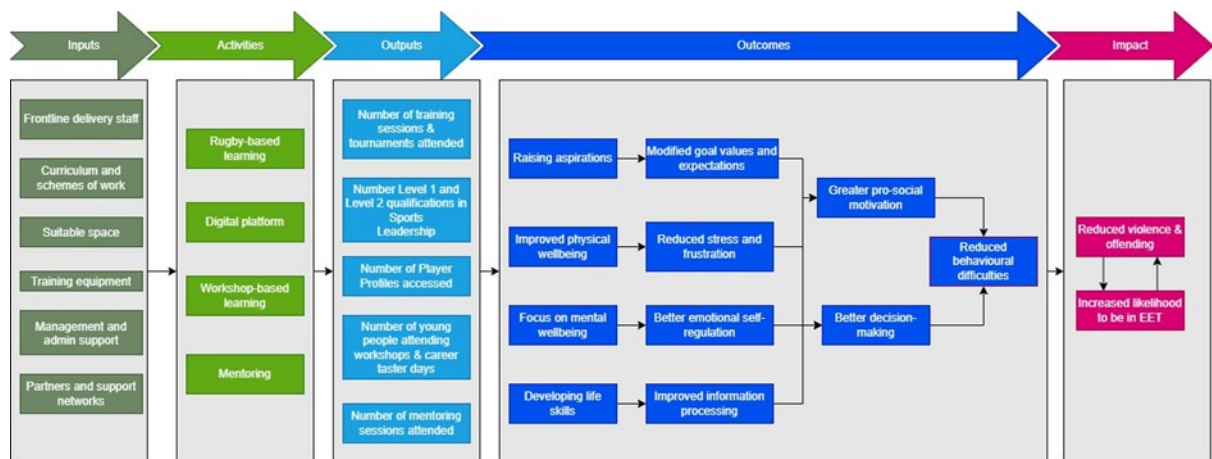 Inputs
Activities
Outputs
Outcomes
Impact
Frontline delivery staff
Curriculum and
schemes of work
Suitable space
Training equipment
Management and
admin support
Partners and support
networks
Rugby-based
learning
Digital platform
Workshop-based
learning
Mentoring
Number of training
sessions &
tournaments attended
Number Level 1 and
Level 2 qualifications in
Sports
Leadership
Number of Player
Profiles accessed
Number of young
people attending
workshops & career
taster days
Number of mentoring
sessions attended
Raising aspirations
Modified goal values and
expectations
Improved physical
wellbeing
Reduced stress and
frustration
Focus on mental
wellbeing
Better emotional self-
regulation
Developing life
skills
Improved information
processing
Greater pro-social
motivation
Better decision-
making
Reduced
behavioural
difficulties
Reduced violence &
offending
Increased likelihood
to be in EET